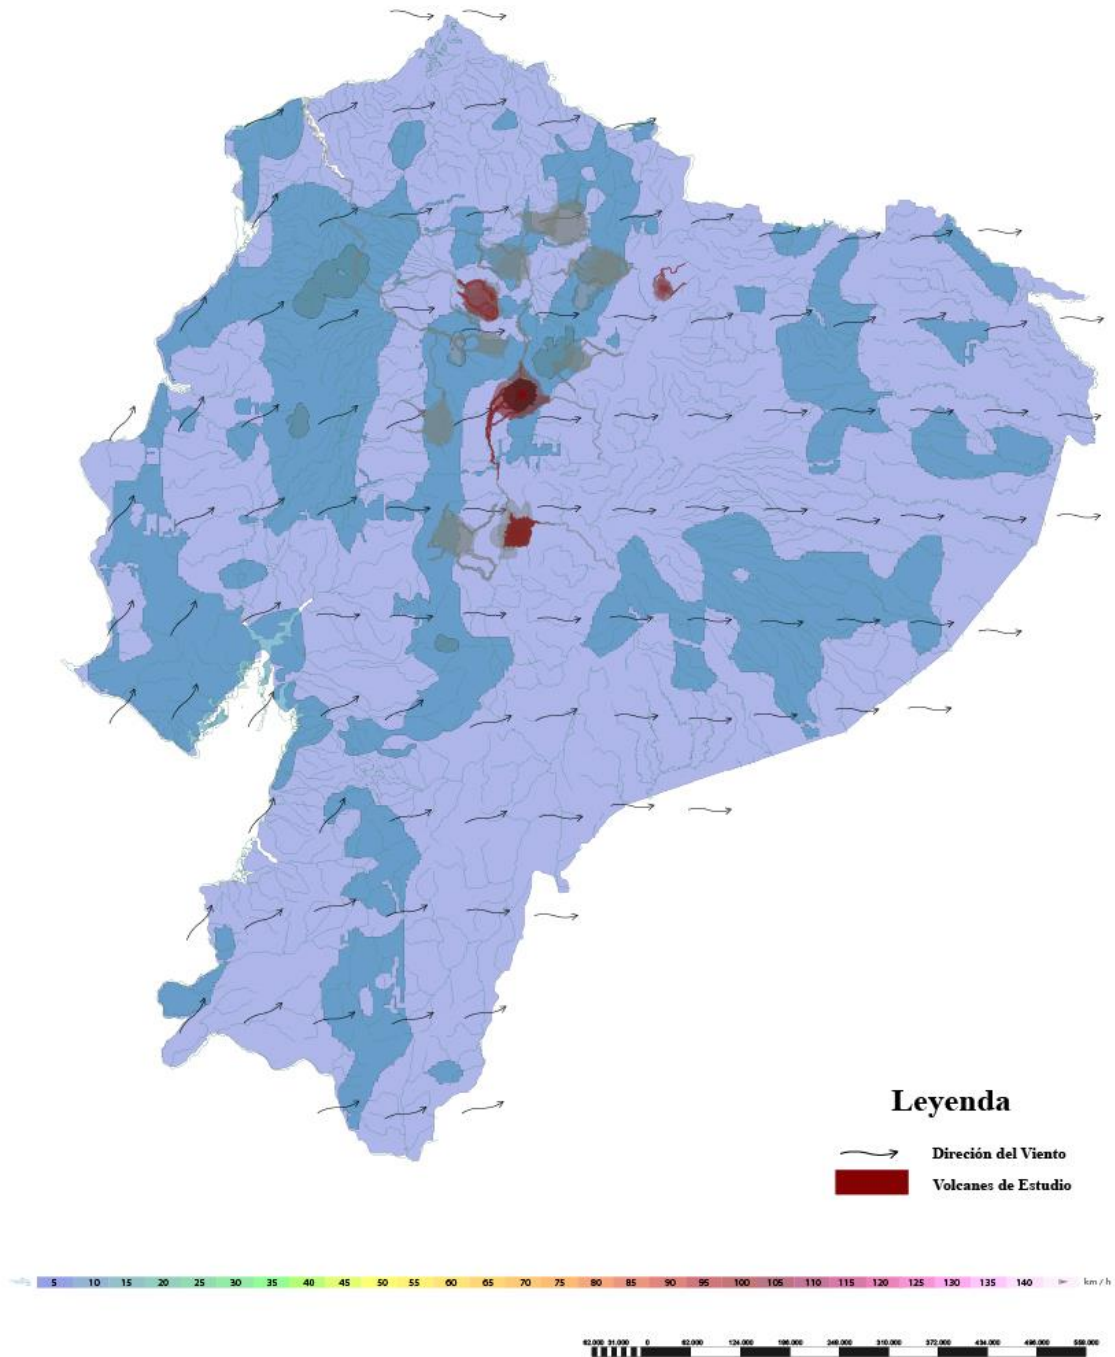 Leyenda
Direción del Viento
Volcanes de Estudio
5 10 15 20 25 30 35 40 45 50 55 60 65 70 75 80 85 90 95 100 105 110 115 120 125 130 135 140 km / h
62.000 31.000 0 62.000 124.000 186.000 248.000 310.000 372.000 434.000 496.000 558.000